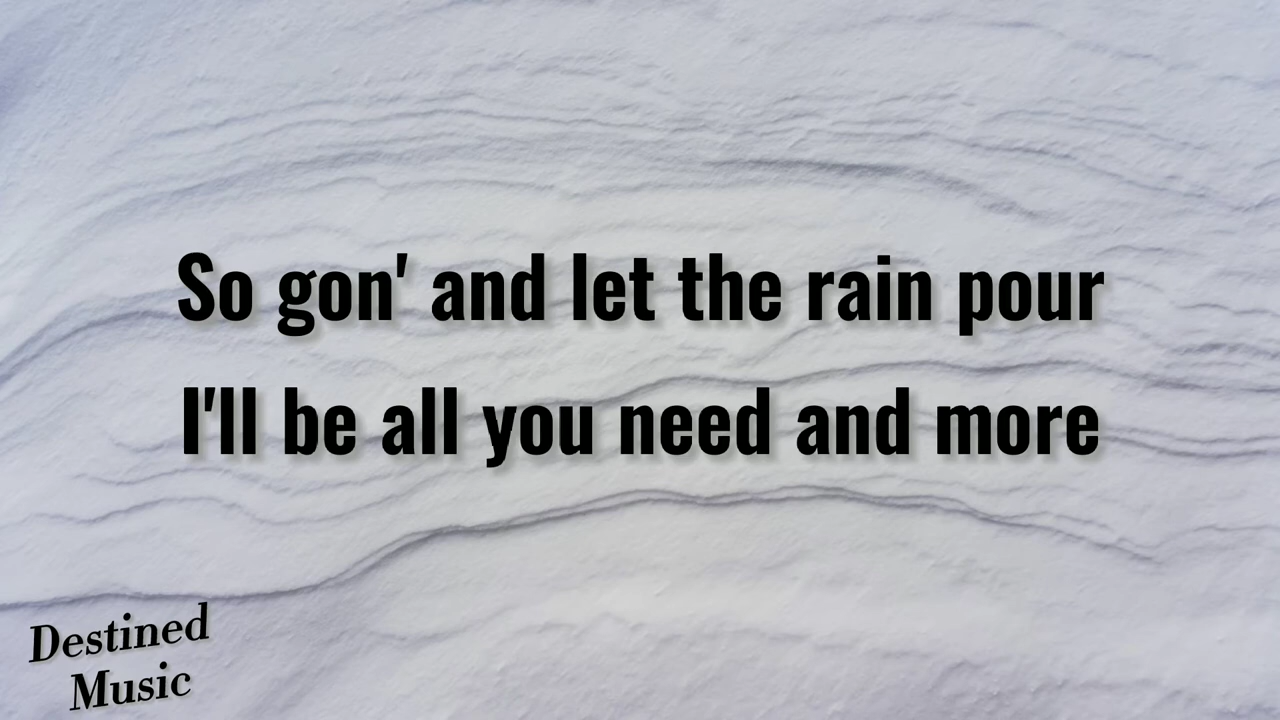 So gon' and let the rain pour
I'll be all you need and more
Destined
Music